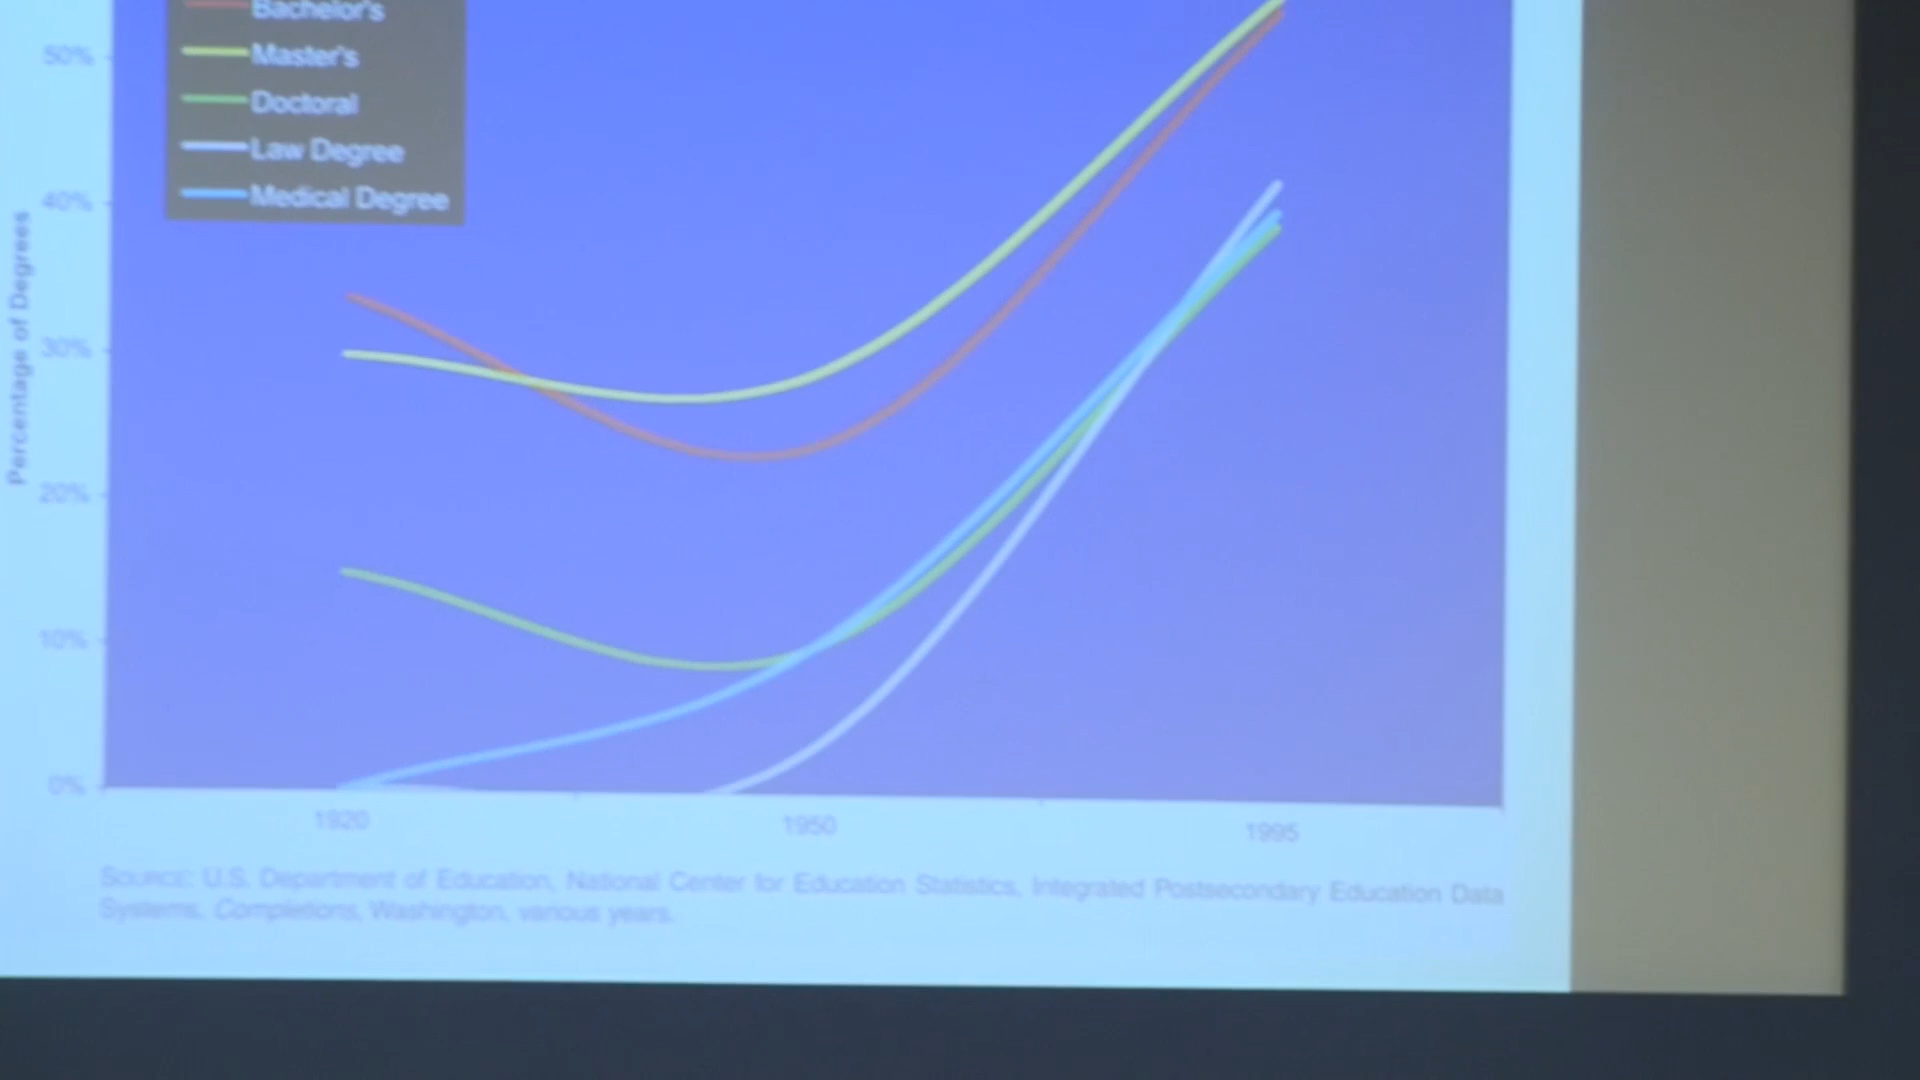 Bachelor's
50%
Master's
Doctoral
Law Degree
40%
Medical Degree
Percentage of Degrees
30%
20%
10%
0%
1920
1950
1995
SOURCE: U.S. Department of Education, National Center for Education Statistics, Integrated Postsecondary Education Data
Systems, Completions, Washington, various years.